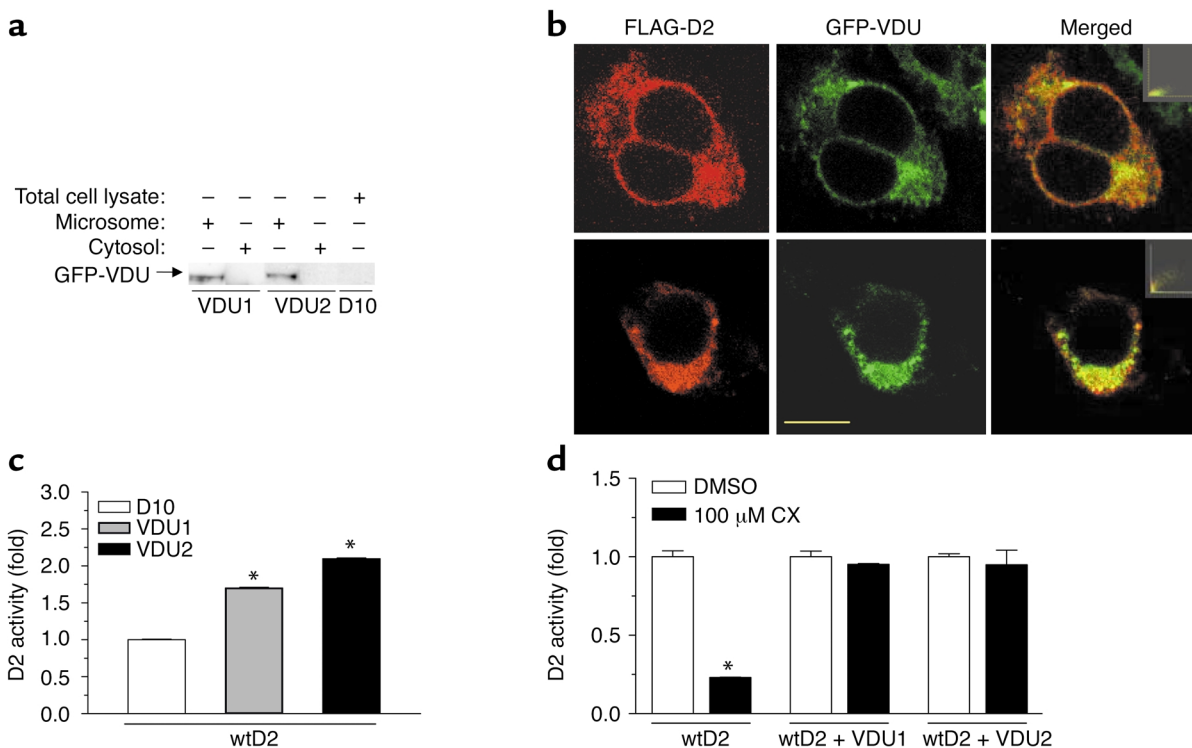 a
Total cell lysate: – – – – +
Microsome: + – + – –
Cytosol: – + – + –
GFP-VDU
VDU1 VDU2 D10
b
FLAG-D2 GFP-VDU Merged
c
D2 activity (fold)
3.0
2.5
2.0
1.5
1.0
0.5
0.0
D10
VDU1
VDU2
* *
wtD2
d
D2 activity (fold)
1.5
1.0
0.5
0.0
DMSO
100 μM CX
*
wtD2 wtD2 + VDU1 wtD2 + VDU2